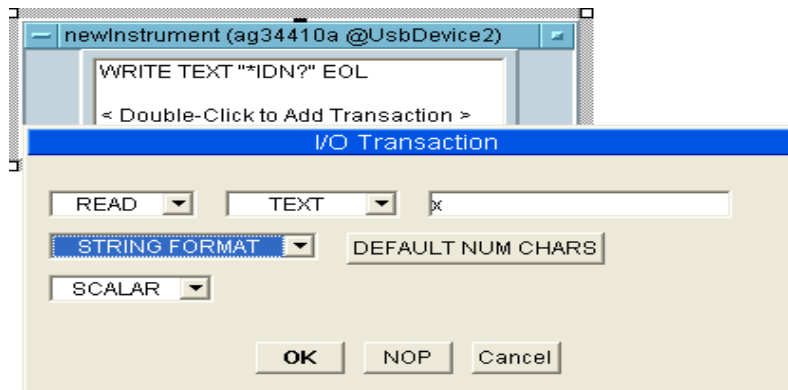 newInstrument (ag34410a @UsbDevice2)
WRITE TEXT "*IDN?" EOL
< Double-Click to Add Transaction >
I/O Transaction
READ TEXT x
STRING FORMAT DEFAULT NUM CHARS
SCALAR
OK NOP Cancel